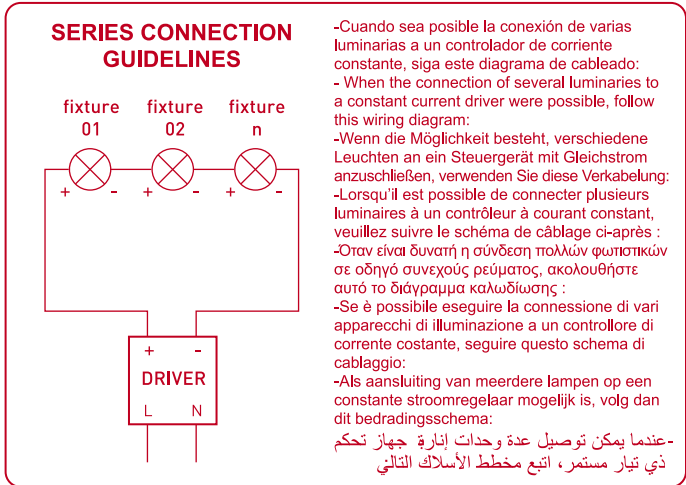 SERIES CONNECTION
GUIDELINES
fixture
01
fixture
02
fixture
n
+ - + - + -
+ -
DRIVER
L N
-Cuando sea posible la conexión de varias
luminarias a un controlador de corriente
constante, siga este diagrama de cableado:
- When the connection of several luminaries to
a constant current driver were possible, follow
this wiring diagram:
-Wenn die Möglichkeit besteht, verschiedene
Leuchten an ein Steuergerät mit Gleichstrom
anzuschließen, verwenden Sie diese Verkabelung:
-Lorsqu'il est possible de connecter plusieurs
luminaires à un contrôleur à courant constant,
veuillez suivre le schéma de câblage ci-après :
-Όταν είναι δυνατή η σύνδεση πολλών φωτιστικών
σε οδηγό συνεχούς ρεύματος, ακολουθήστε
αυτό το διάγραμμα καλωδίωσης :
-Se è possibile eseguire la connessione di vari
apparecchi di illuminazione a un controllore di
corrente costante, seguire questo schema di
cablaggio:
-Als aansluiting van meerdere lampen op een
constante stroomregelaar mogelijk is, volg dan
dit bedradingsschema:
-عندما يمكن توصيل عدة وحدات إنارة جهاز تحكم
ذي تيار مستمر، اتبع مخطط الأسلاك التالي